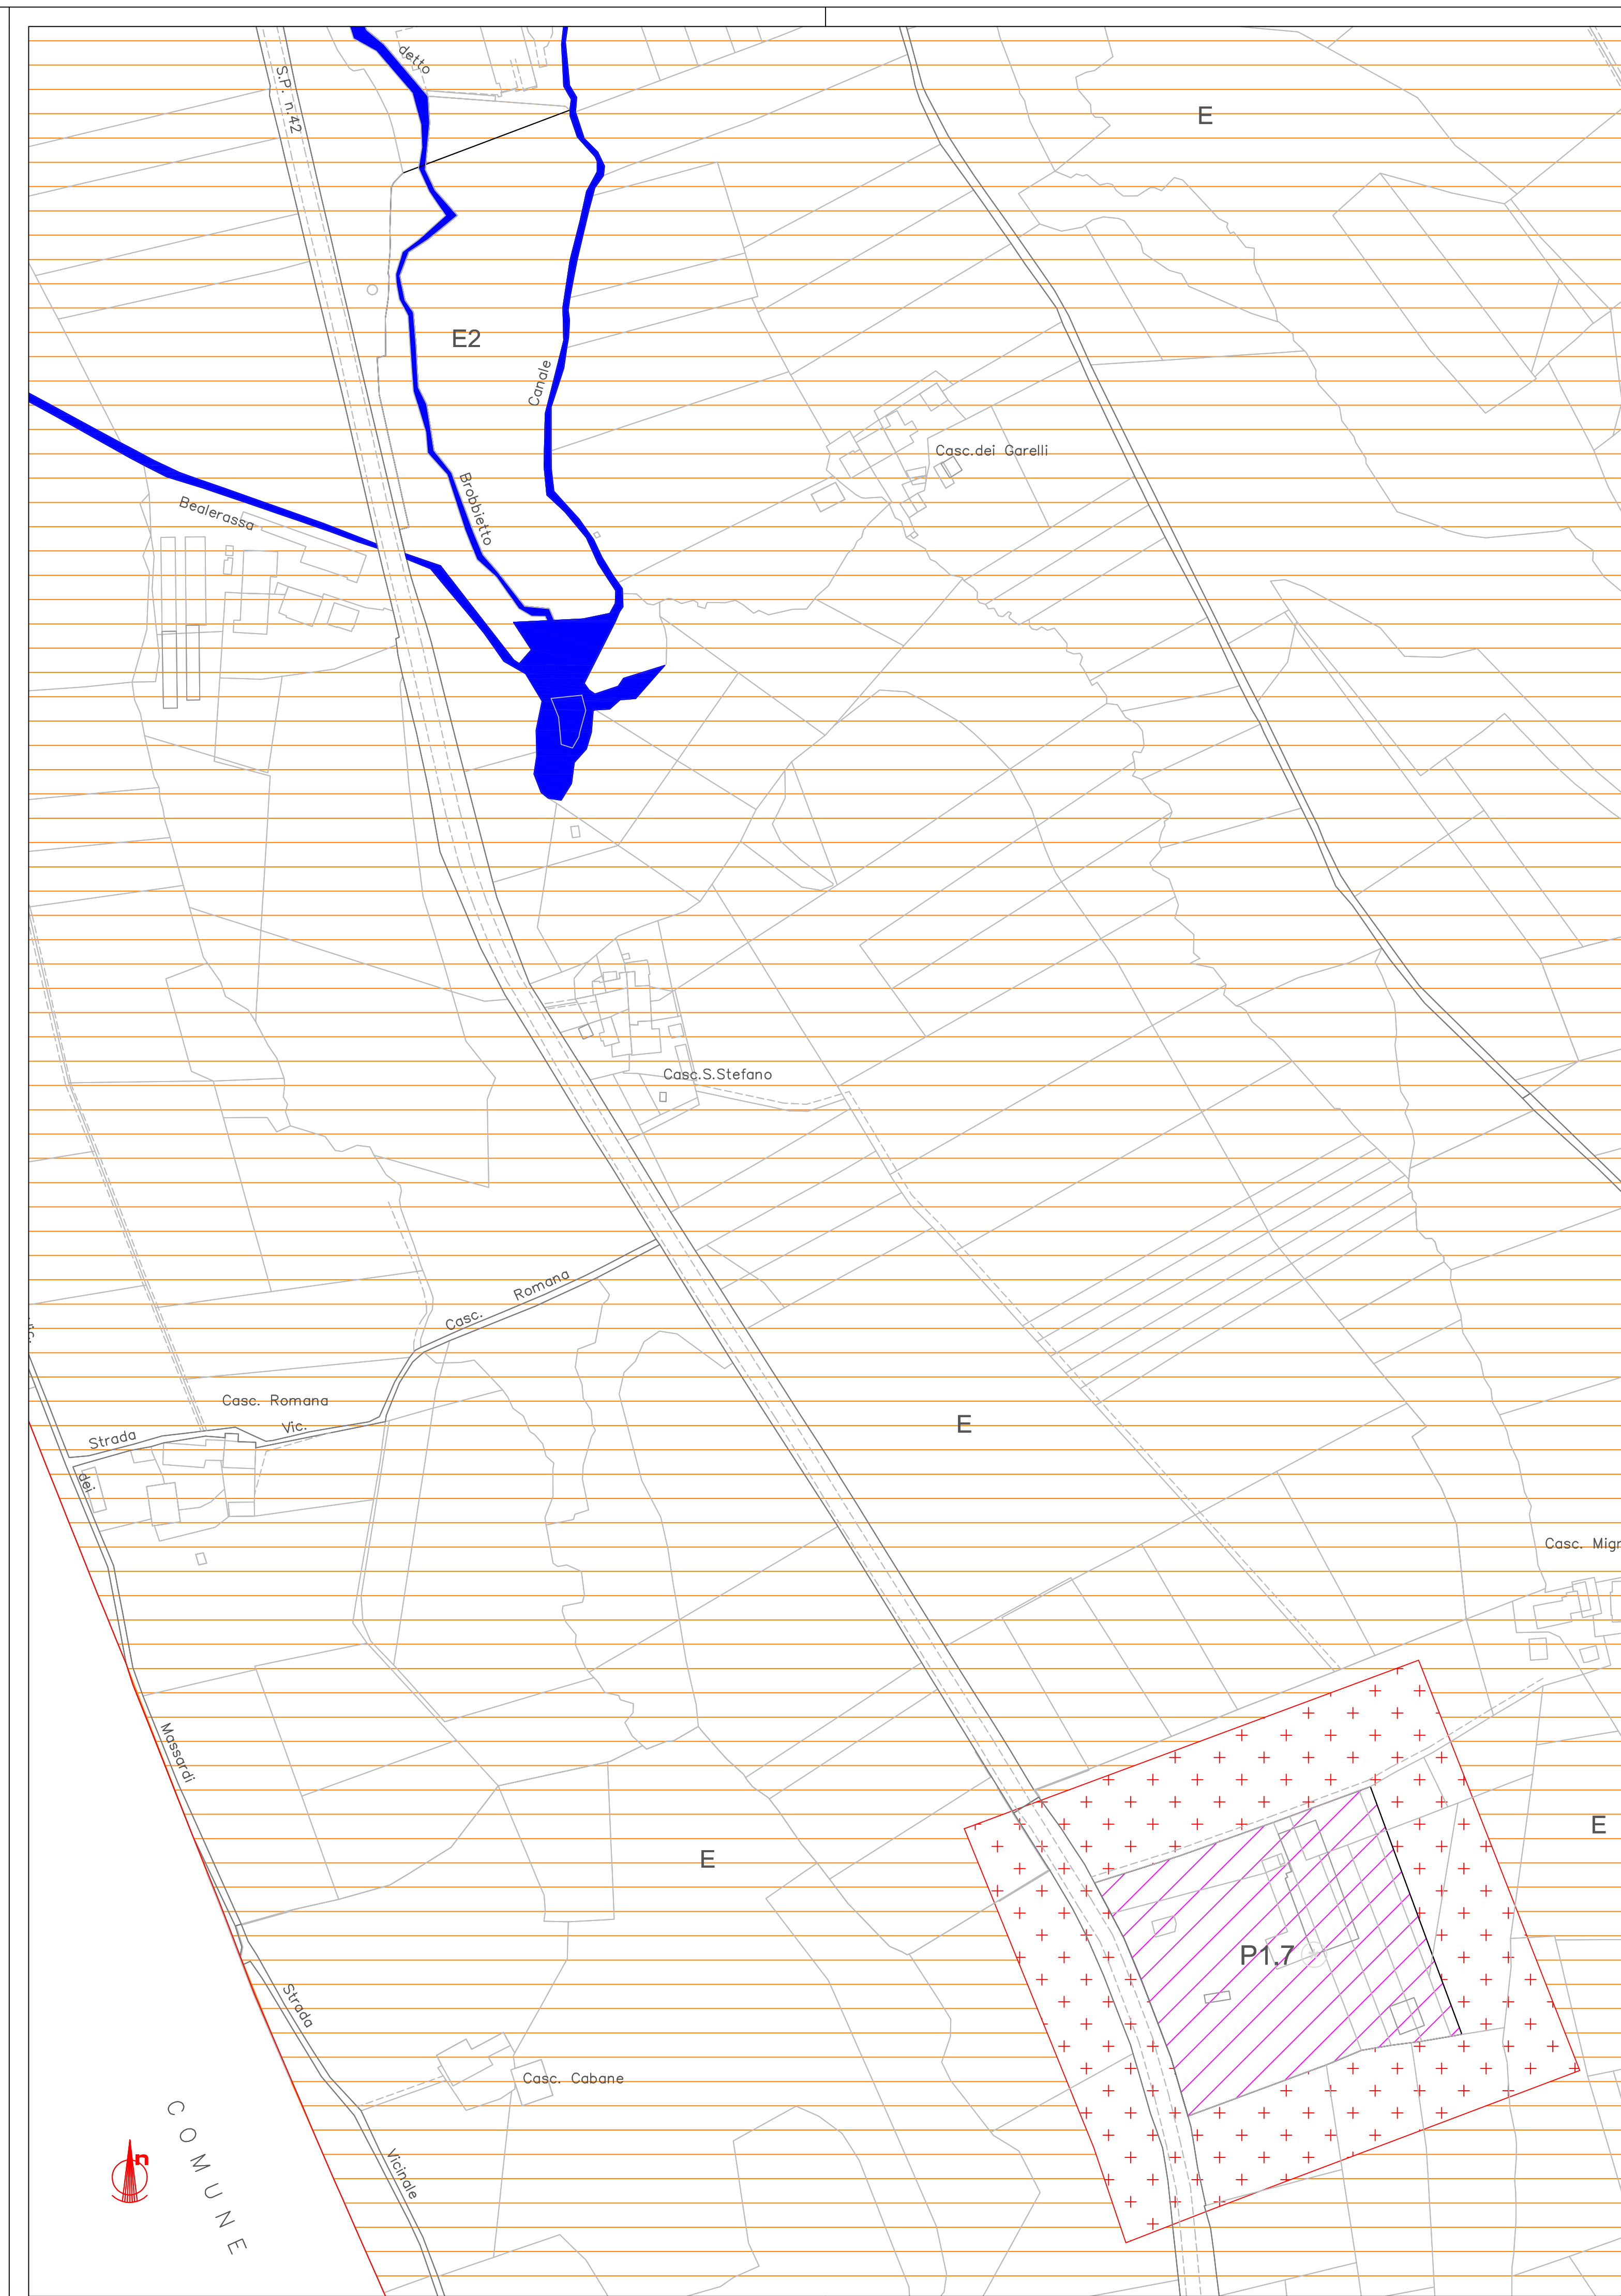 detto
S.P. n.42
E
E2
Canale
Casc.dei Garelli
Brobbietto
Bealerassa
Casc.S.Stefano
Casc. Romana
Casc. Romana
Strada Vic.
E
dei
Casc. Migr
Massardi
E
E
P1.7
Strada
Casc. Cabane
Vicinale
COMUNE
n